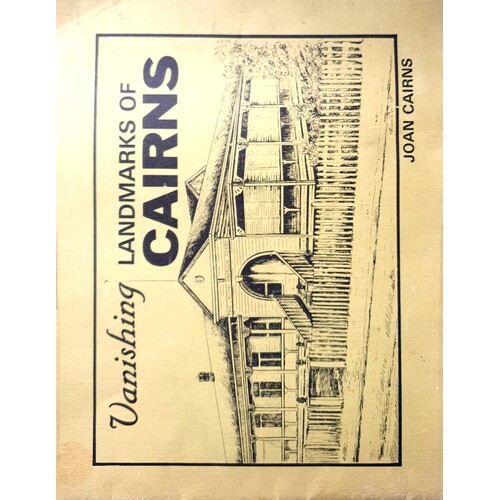 Vanishing
LANDMARKS OF
CAIRNS
JOAN CAIRNS